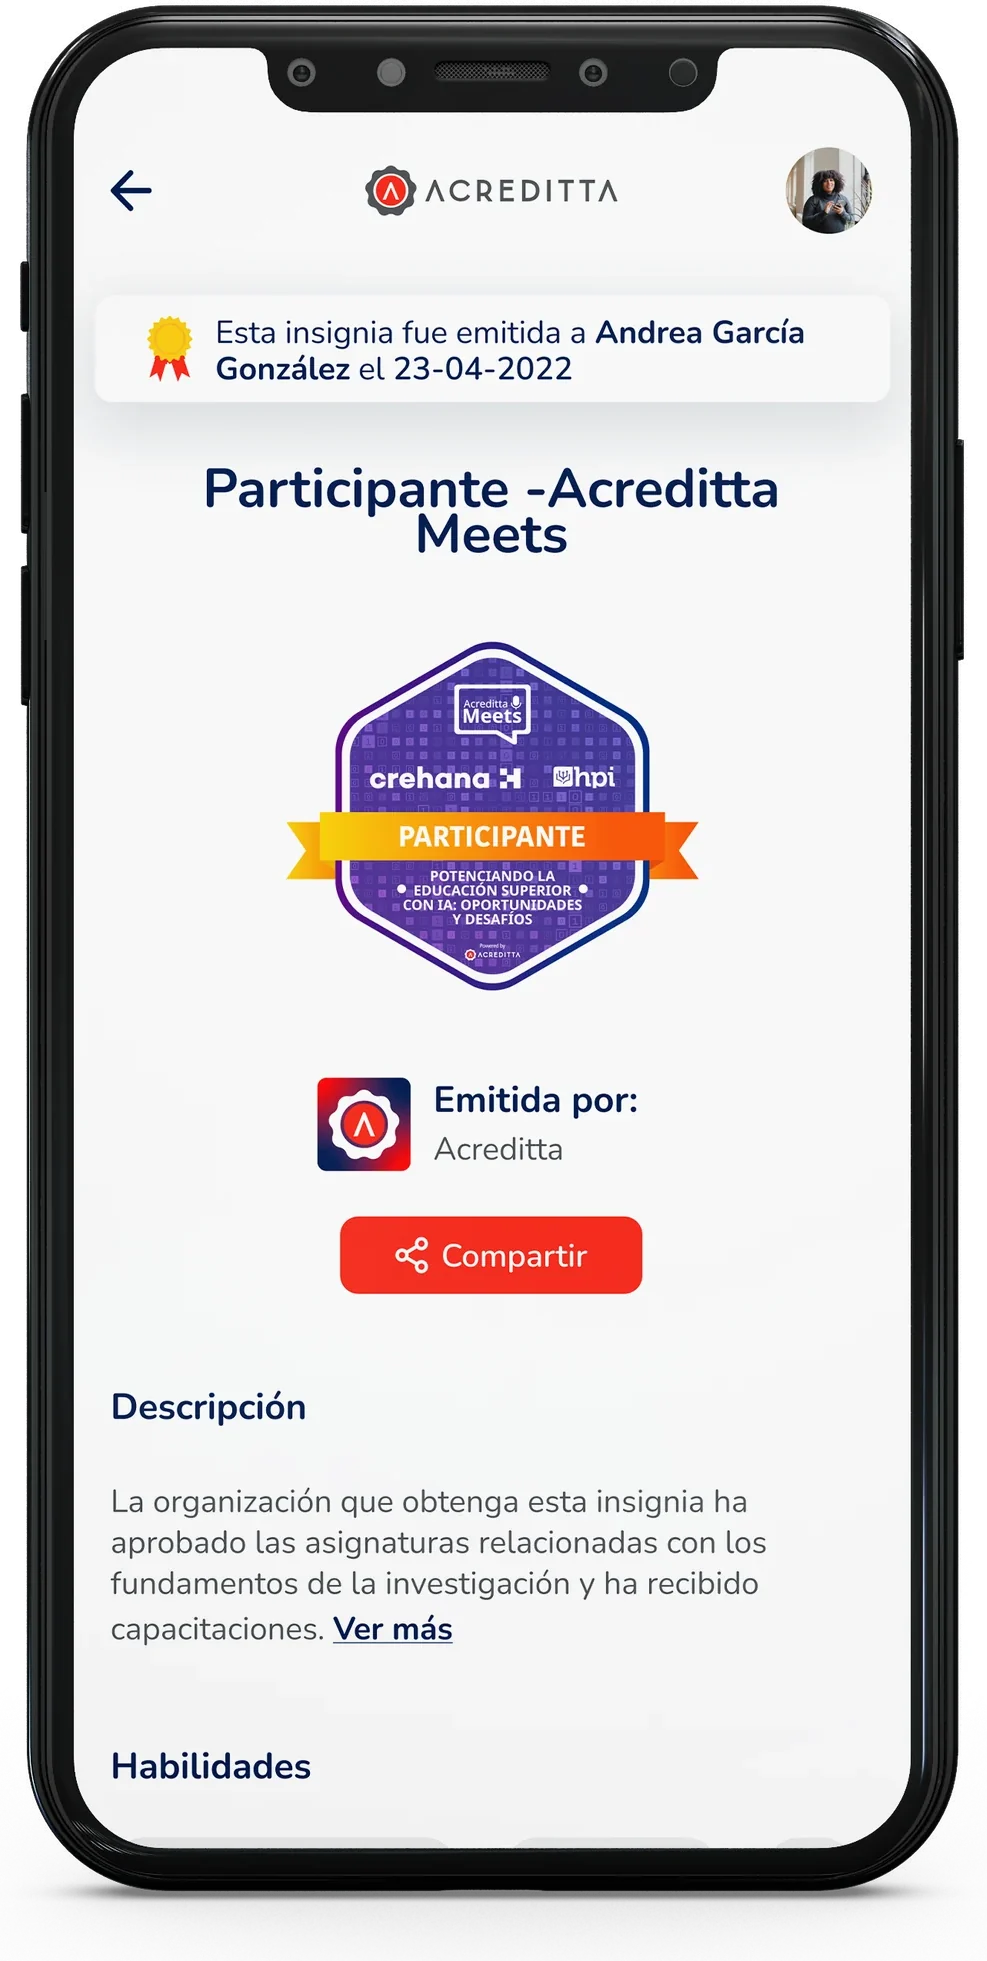 ACREDITTA
Esta insignia fue emitida a Andrea García
González el 23-04-2022
Participante -Acreditta
Meets
Acreditta
Meets
crehana
hpi
PARTICIPANTE
POTENCIANDO LA
• EDUCACIÓN SUPERIOR •
CON IA: OPORTUNIDADES
Y DESAFÍOS
Powered by
ACREDITTA
Emitida por:
Acreditta
Compartir
Descripción
La organización que obtenga esta insignia ha
aprobado las asignaturas relacionadas con los
fundamentos de la investigación y ha recibido
capacitaciones. Ver más
Habilidades